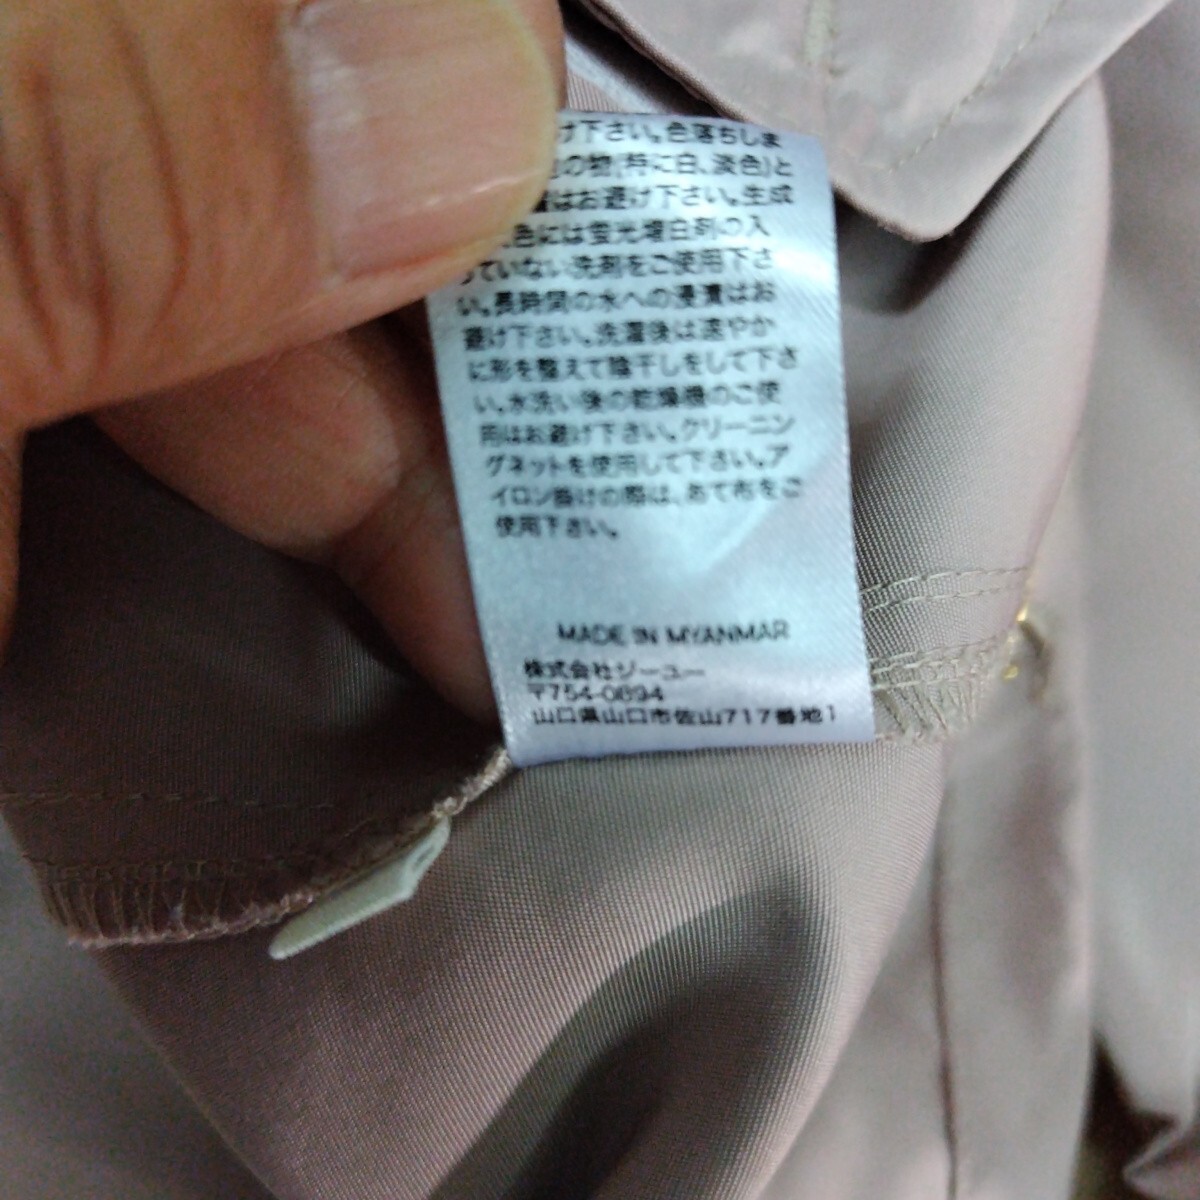 け下さい。色落ちしま
の物(特に白、淡色)と
はお避け下さい。生成
色には蛍光増白剤の入
っていない洗剤をご使用下さ
い。長時間の水への浸漬はお
避け下さい。洗濯後は速やか
に形を整えて陰干しをして下さ
い。水洗い後の乾燥機のご使
用はお避け下さい。クリーニン
グネットを使用して下さい。ア
イロン掛けの際は、あて布をご
使用下さい。
MADE IN MYANMAR
株式会社ジーユー
〒754-0894
山口県山口市佐山717番地1